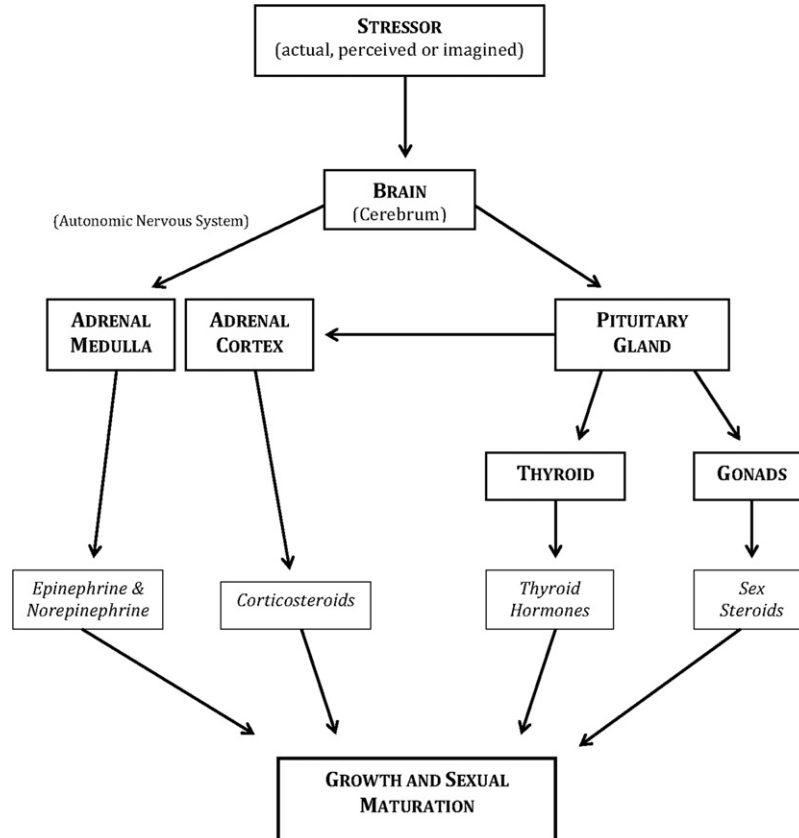 STRESSOR
(actual, perceived or imagined)
BRAIN
(Cerebrum)
(Autonomic Nervous System)
ADRENAL
MEDULLA
ADRENAL
CORTEX
PITUITARY
GLAND
THYROID
GONADS
Epinephrine &
Norepinephrine
Corticosteroids
Thyroid
Hormones
Sex
Steroids
GROWTH AND SEXUAL
MATURATION